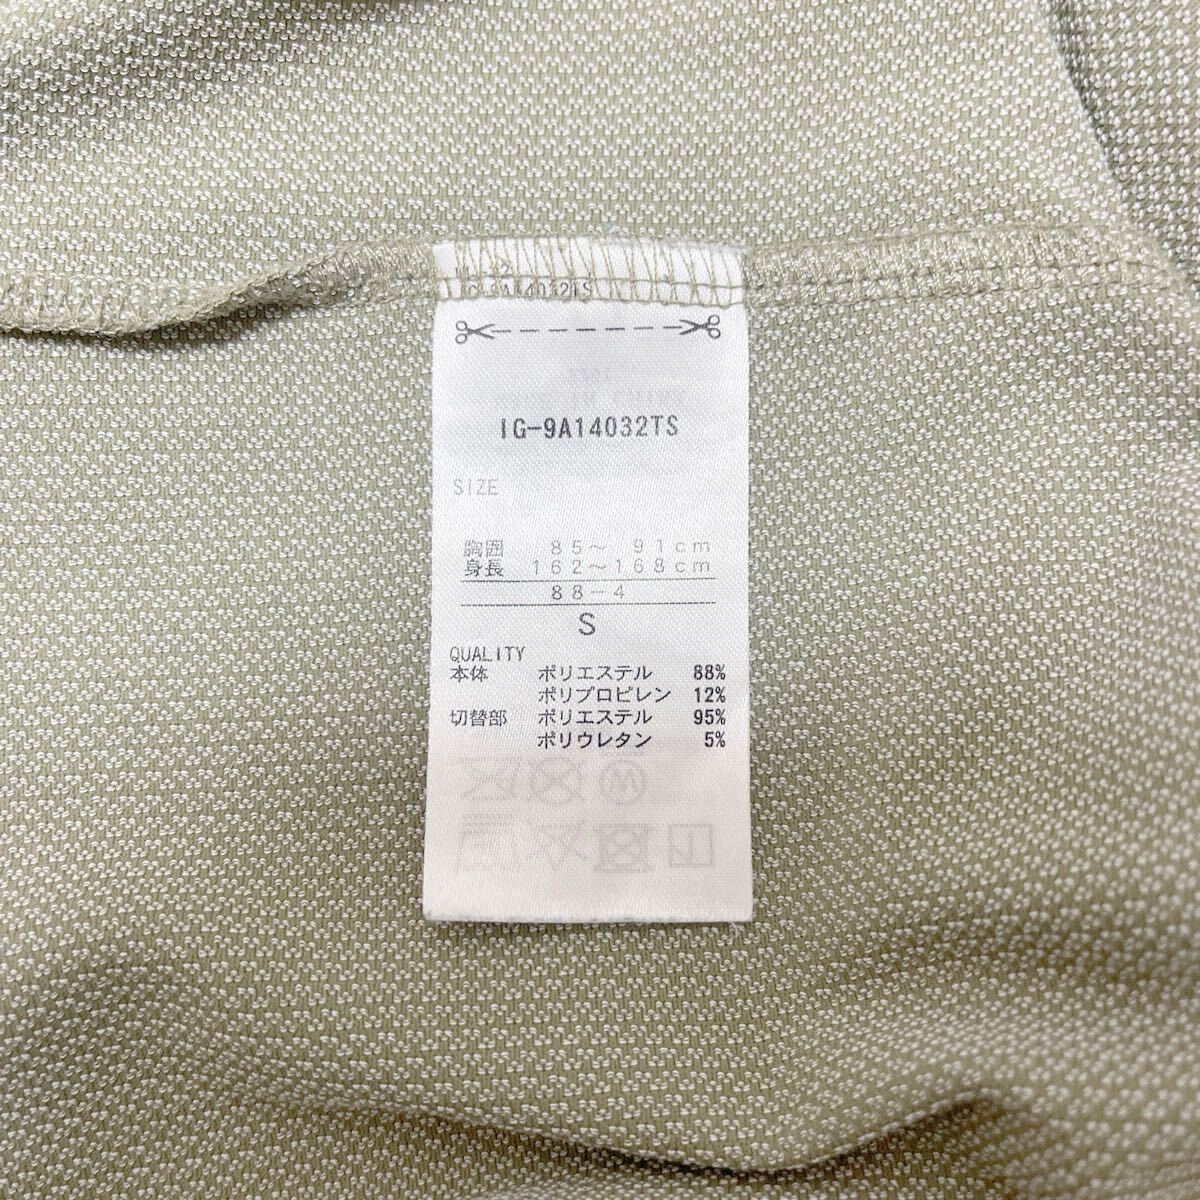 IG-9A14032TS
SIZE
胸囲 85～ 91cm
身長 162～168cm
88-4
S
QUALITY
本体 ポリエステル 88%
ポリプロピレン 12%
切替部 ポリエステル 95%
ポリウレタン 5%